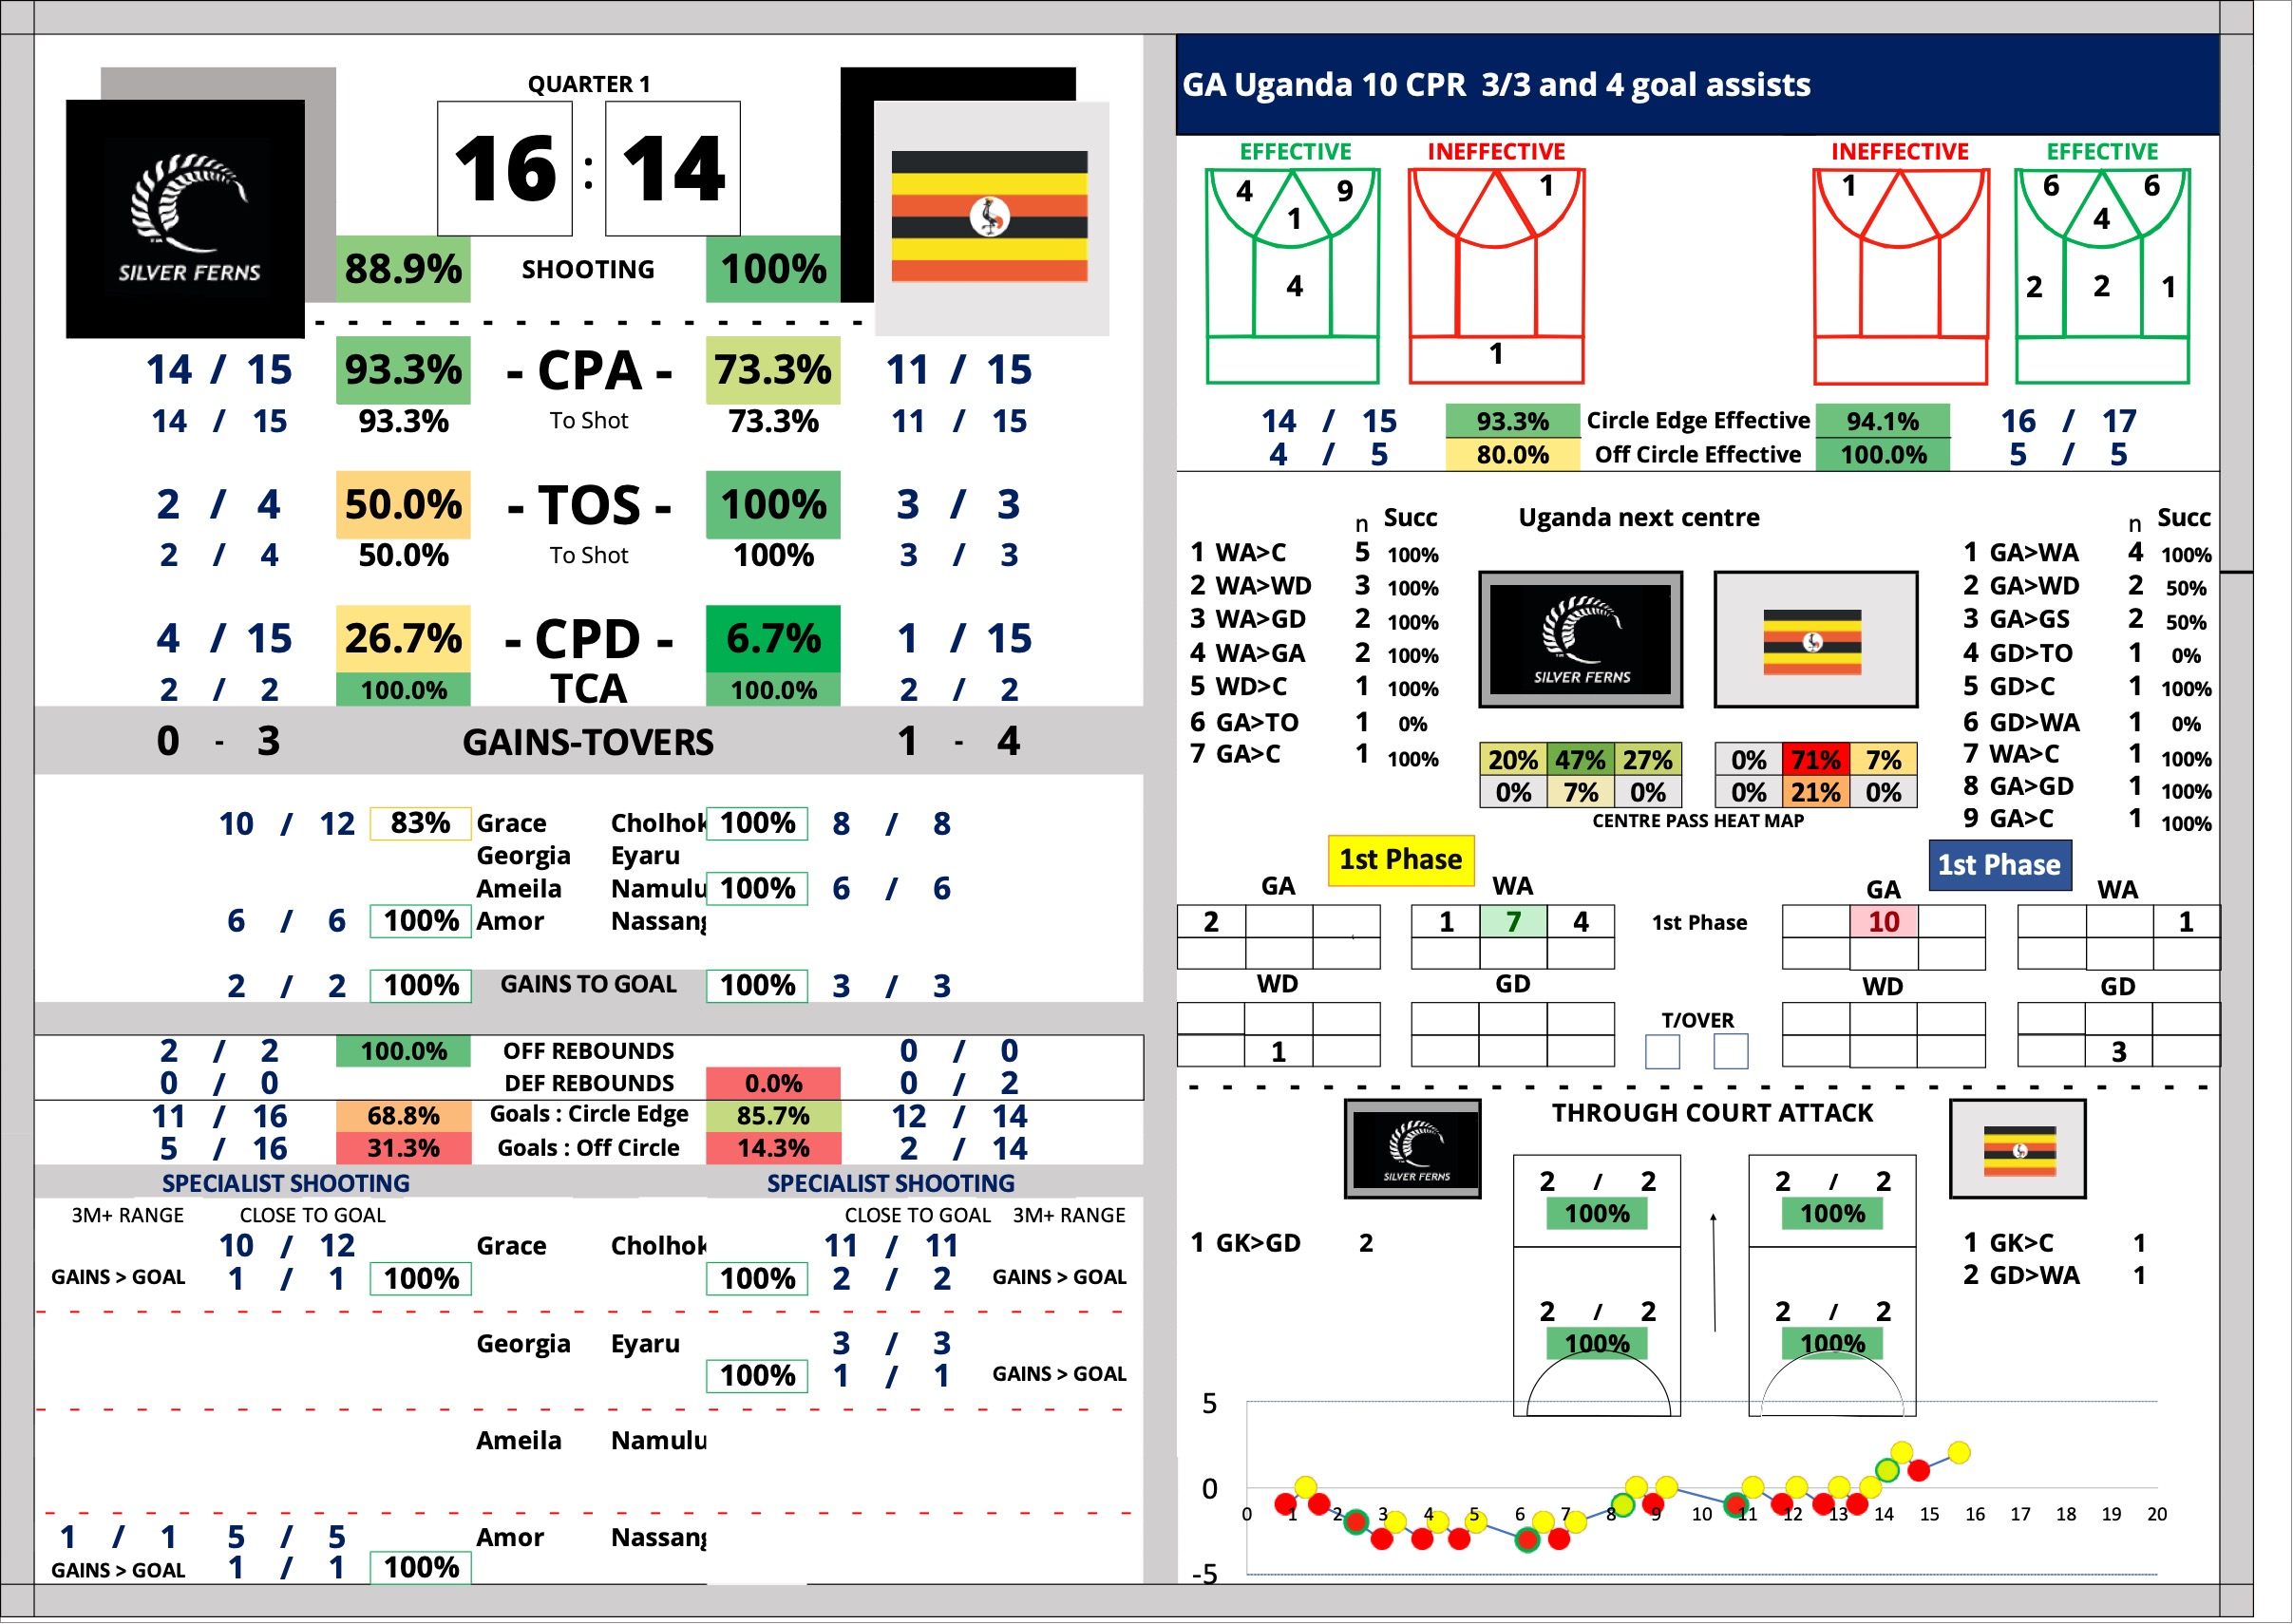 QUARTER 1
16 : 14
SILVER FERNS
88.9% SHOOTING 100%
14 / 15 93.3% - CPA - 73.3% 11 / 15
14 / 15 93.3% To Shot 73.3% 11 / 15
2 / 4 50.0% - TOS - 100% 3 / 3
2 / 4 50.0% To Shot 100% 3 / 3
4 / 15 26.7% - CPD - 6.7% 1 / 15
2 / 2 100.0% TCA 100.0% 2 / 2
0 - 3 GAINS-TOVERS 1 - 4
10 / 12 83% Grace Cholhok 100% 8 / 8
Georgia Eyaru
Ameila Namulu 100% 6 / 6
6 / 6 100% Amor Nassang
2 / 2 100% GAINS TO GOAL 100% 3 / 3
2 / 2 100.0% OFF REBOUNDS 0 / 0
0 / 0 DEF REBOUNDS 0.0% 0 / 2
11 / 16 68.8% Goals : Circle Edge 85.7% 12 / 14
5 / 16 31.3% Goals : Off Circle 14.3% 2 / 14
SPECIALIST SHOOTING SPECIALIST SHOOTING
3M+ RANGE CLOSE TO GOAL CLOSE TO GOAL 3M+ RANGE
10 / 12 Grace Cholhok 11 / 11
GAINS > GOAL 1 / 1 100% 100% 2 / 2 GAINS > GOAL
Georgia Eyaru 3 / 3
100% 1 / 1 GAINS > GOAL
Ameila Namulu
1 / 1 5 / 5 Amor Nassang
GAINS > GOAL 1 / 1 100%
GA Uganda 10 CPR 3/3 and 4 goal assists
EFFECTIVE INEFFECTIVE INEFFECTIVE EFFECTIVE
4 9 1 1 6 6
1 4
4 2 2 1
1
14 / 15 93.3% Circle Edge Effective 94.1% 16 / 17
4 / 5 80.0% Off Circle Effective 100.0% 5 / 5
n Succ Uganda next centre n Succ
1 WA>C 5 100% 1 GA>WA 4 100%
2 WA>WD 3 100% 2 GA>WD 2 50%
3 WA>GD 2 100% 3 GA>GS 2 50%
4 WA>GA 2 100% 4 GD>TO 1 0%
5 WD>C 1 100% SILVER FERNS 5 GD>C 1 100%
6 GA>TO 1 0% 6 GD>WA 1 0%
7 GA>C 1 100% 20% 47% 27% 0% 71% 7% 7 WA>C 1 100%
0% 7% 0% 0% 21% 0% 8 GA>GD 1 100%
CENTRE PASS HEAT MAP 9 GA>C 1 100%
1st Phase 1st Phase
GA WA GA WA
2 1 7 4 1st Phase 10 1
WD GD WD GD
T/OVER
1 3
THROUGH COURT ATTACK
SILVER FERNS
2 / 2 2 / 2
100% 100%
1 GK>GD 2 1 GK>C 1
2 GD>WA 1
2 / 2 2 / 2
100% 100%
5
0
0 1 2 3 4 5 6 7 8 9 10 11 12 13 14 15 16 17 18 19 20
-5